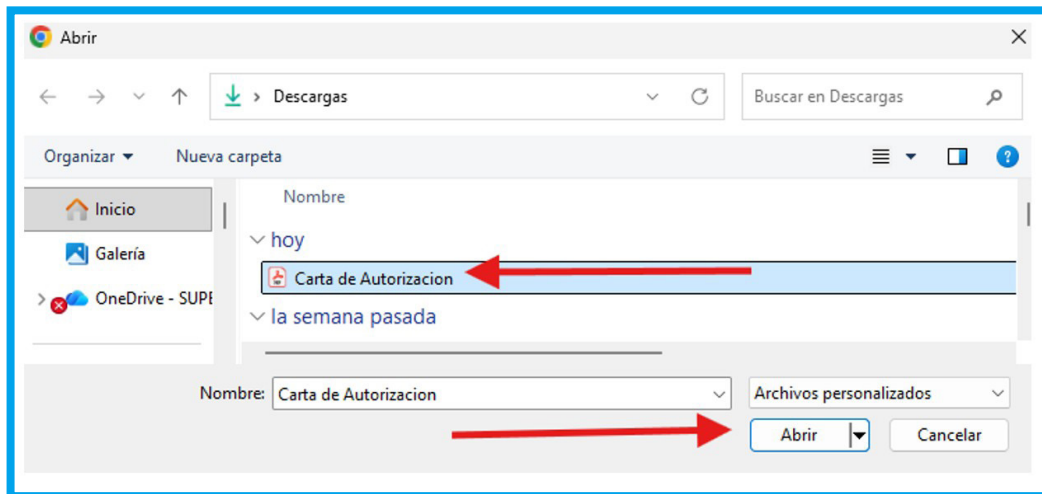 Abrir
Descargas
Buscar en Descargas
Organizar
Nueva carpeta
Inicio
Galería
OneDrive - SUPE
Nombre
hoy
Carta de Autorizacion
la semana pasada
Nombre: Carta de Autorizacion
Archivos personalizados
Abrir
Cancelar